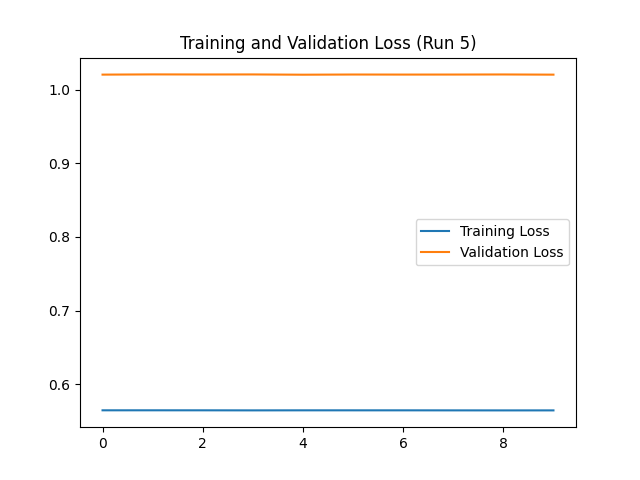 Training and Validation Loss (Run 5)
1.0
0.9
0.8
0.7
0.6
Training Loss
Validation Loss
0 2 4 6 8